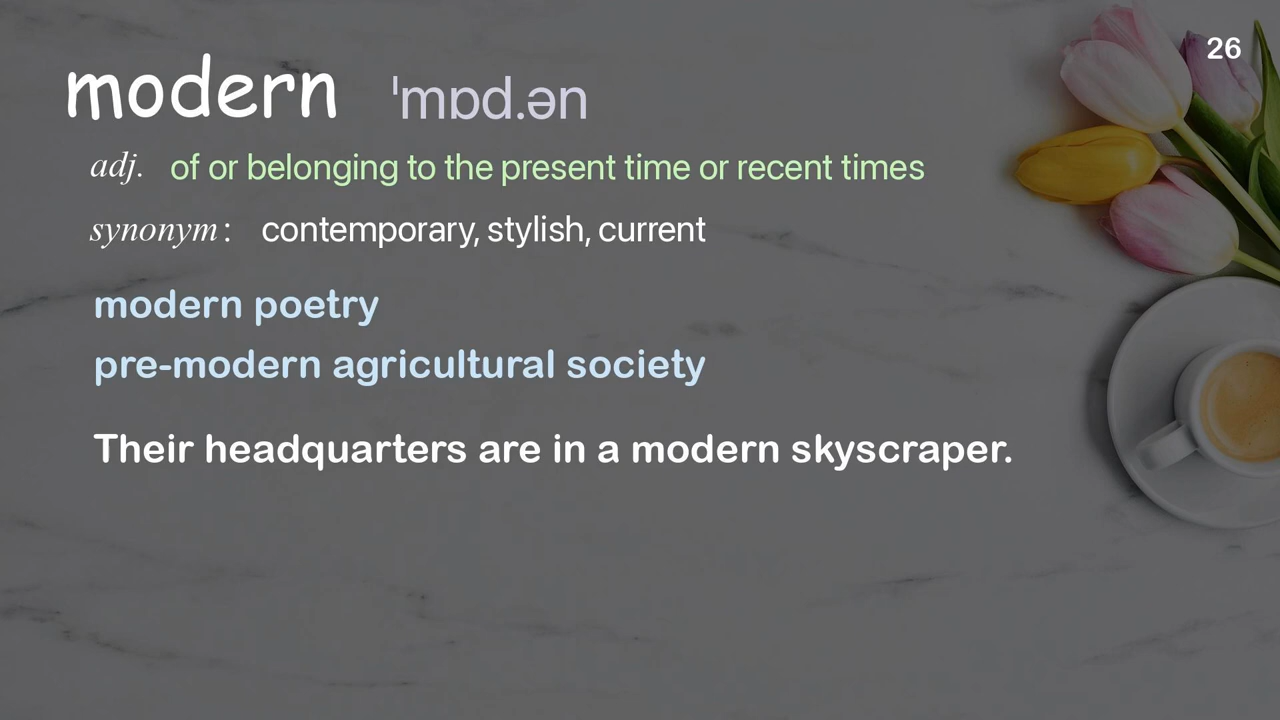 26
modern ˈmɒd.ən
adj. of or belonging to the present time or recent times
synonym: contemporary, stylish, current
modern poetry
pre-modern agricultural society
Their headquarters are in a modern skyscraper.